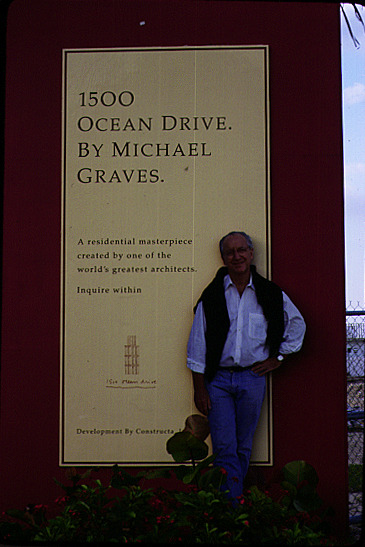 1500
OCEAN DRIVE.
BY MICHAEL
GRAVES.
A residential masterpiece
created by one of the
world's greatest architects.
Inquire within
1500 Ocean Drive
Development By Constructa,